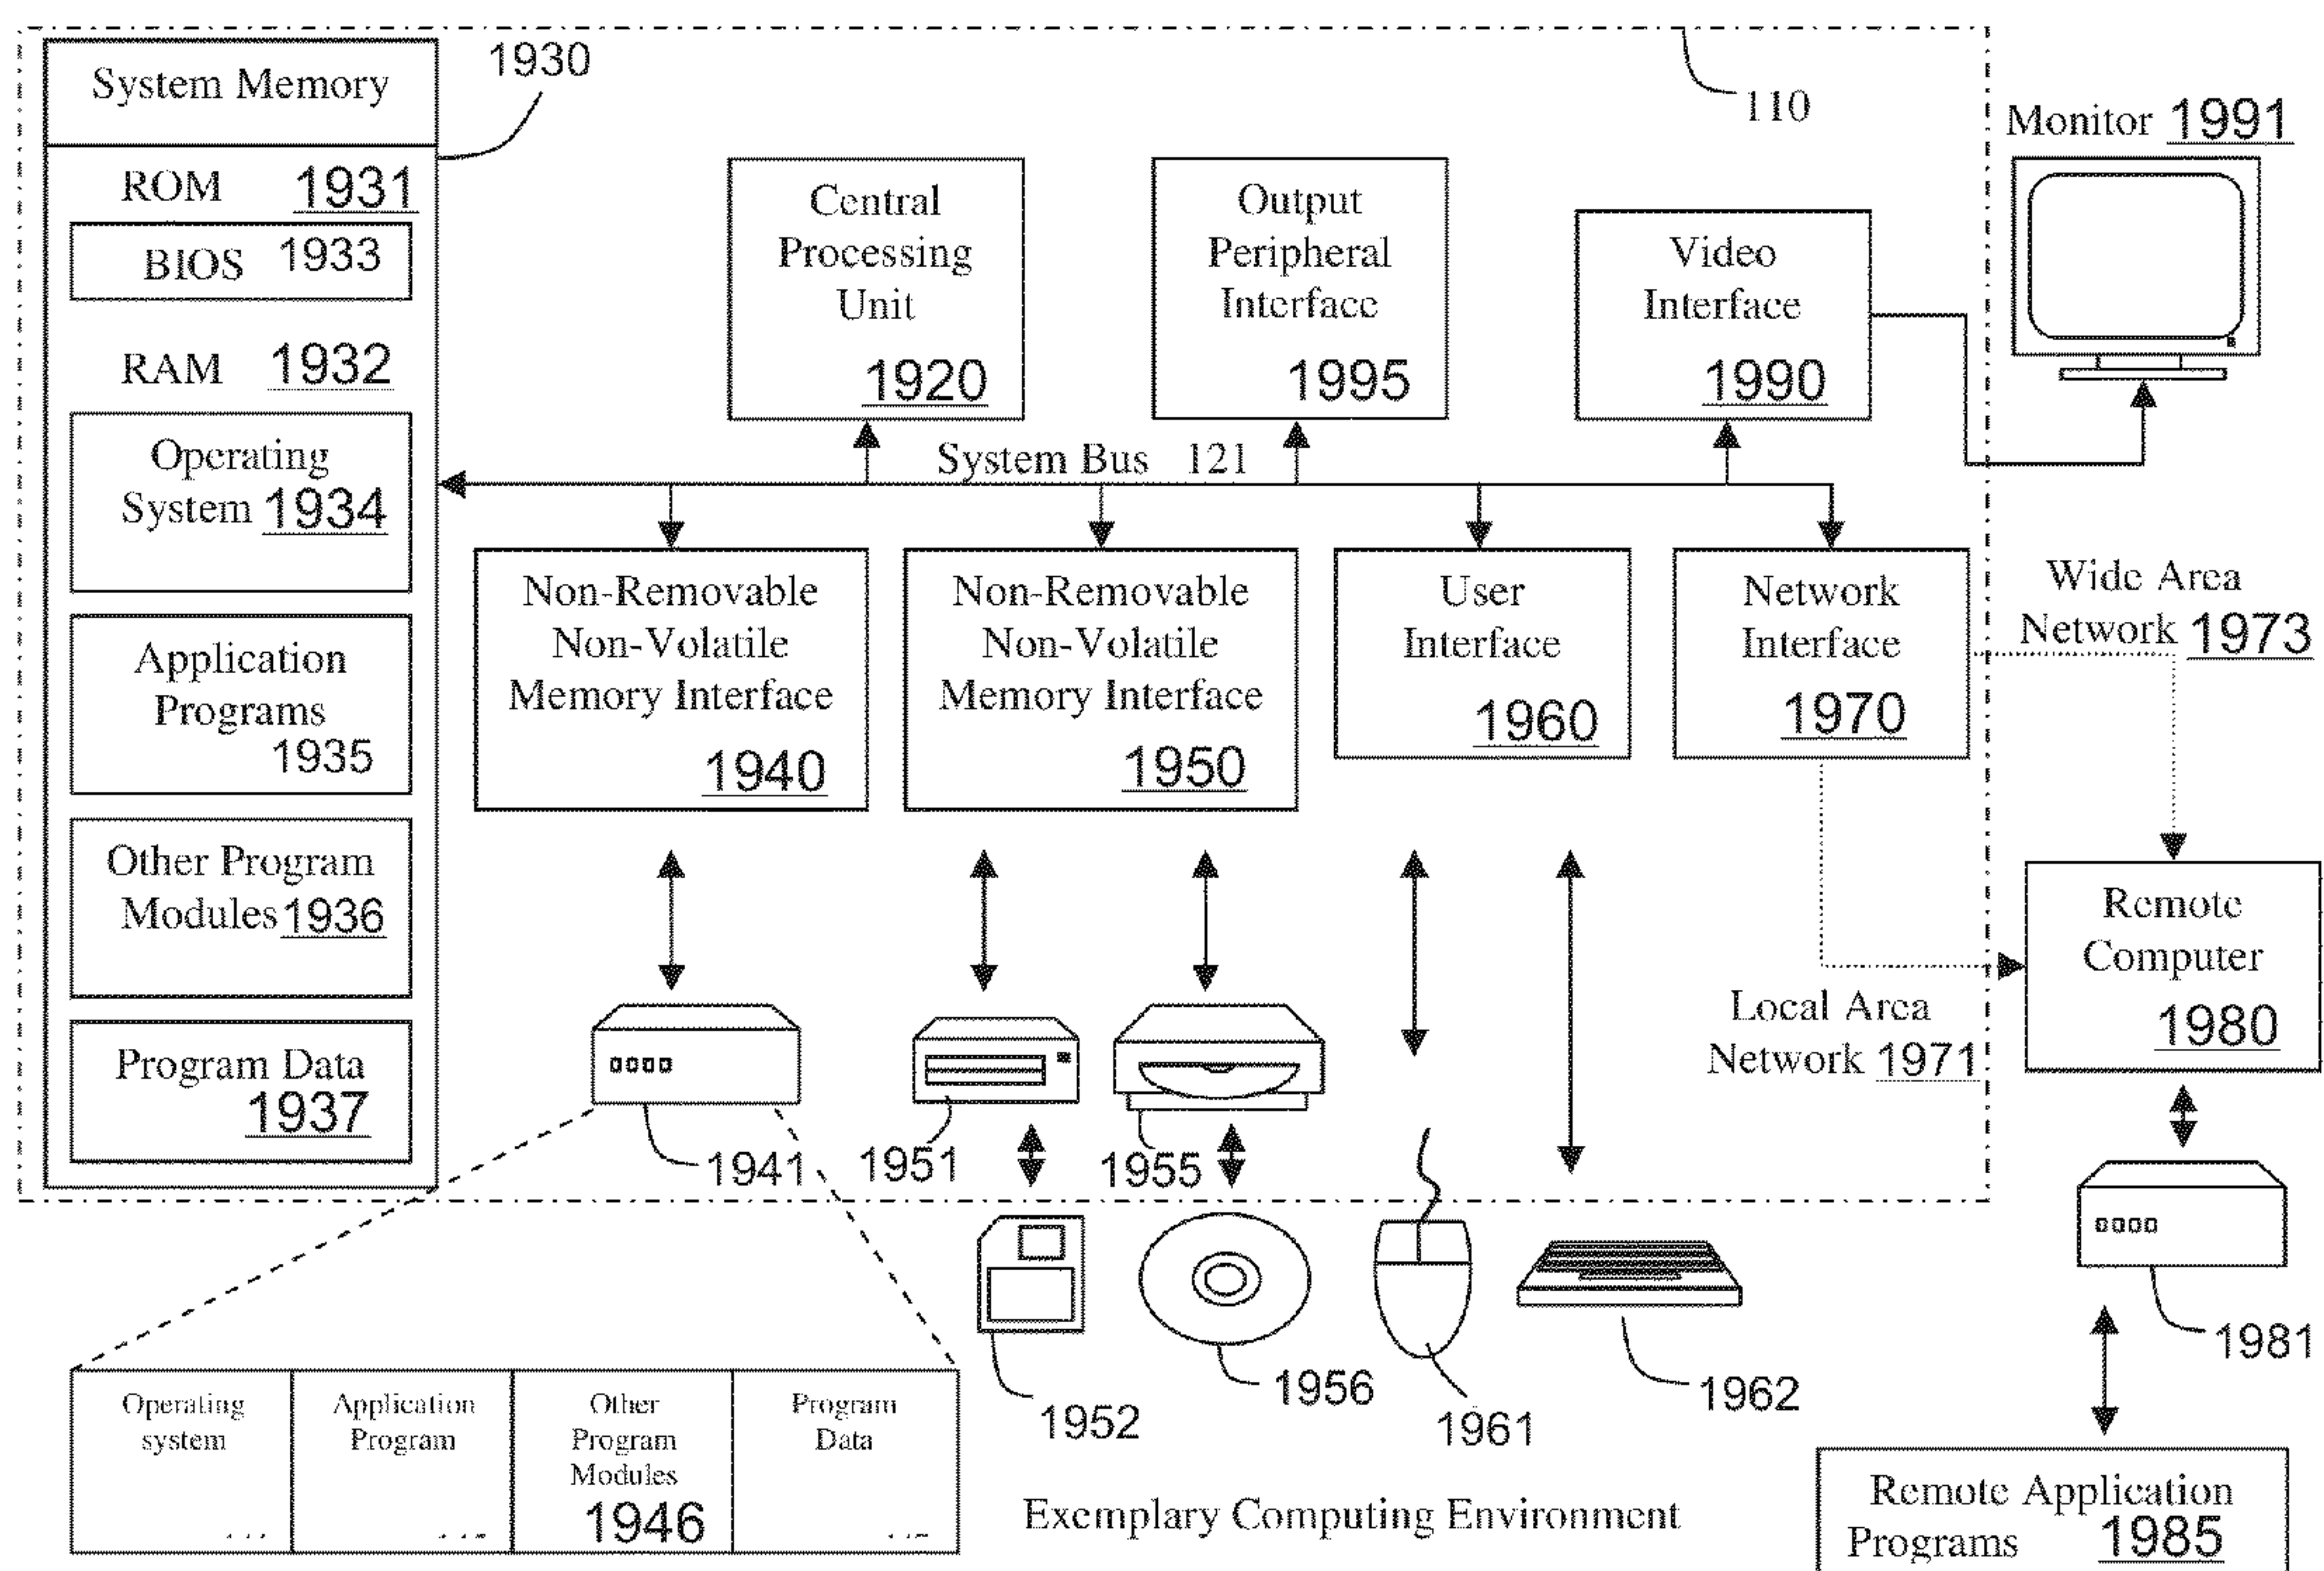 System Memory
1930
ROM 1931
BIOS 1933
RAM 1932
Operating
System 1934
Application
Programs
1935
Other Program
Modules 1936
Program Data
1937
110
Monitor 1991
Central
Processing
Unit
1920
Output
Peripheral
Interface
1995
Video
Interface
1990
System Bus 121
Non-Removable
Non-Volatile
Memory Interface
1940
Non-Removable
Non-Volatile
Memory Interface
1950
User
Interface
1960
Network
Interface
1970
Wide Area
Network 1973
Remote
Computer
1980
Local Area
Network 1971
1941
1951
1955
1952
1956
1961
1962
1981
Operating
system
Application
Program
Other
Program
Modules
1946
Program
Data
Exemplary Computing Environment
Remote Application
Programs 1985